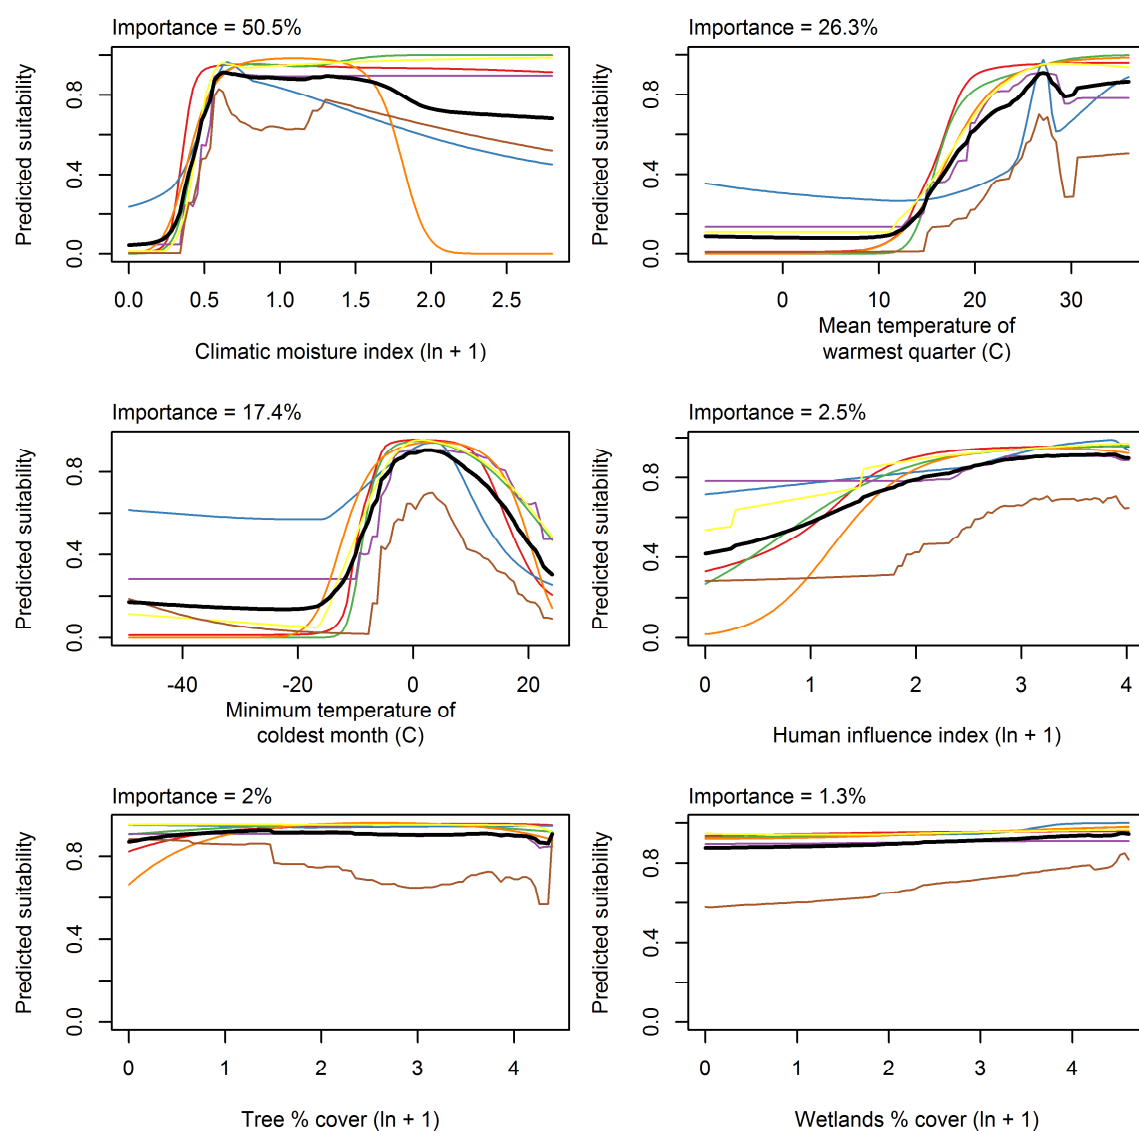 Importance = 50.5%
Predicted suitability
0.0 0.4 0.8
0.0 0.5 1.0 1.5 2.0 2.5
Climatic moisture index (ln + 1)
Importance = 26.3%
Predicted suitability
0.0 0.4 0.8
0 10 20 30
Mean temperature of
warmest quarter (C)
Importance = 17.4%
Predicted suitability
0.0 0.4 0.8
-40 -20 0 20
Minimum temperature of
coldest month (C)
Importance = 2.5%
Predicted suitability
0.0 0.4 0.8
0 1 2 3 4
Human influence index (ln + 1)
Importance = 2%
Predicted suitability
0.0 0.4 0.8
0 1 2 3 4
Tree % cover (ln + 1)
Importance = 1.3%
Predicted suitability
0.0 0.4 0.8
0 1 2 3 4
Wetlands % cover (ln + 1)